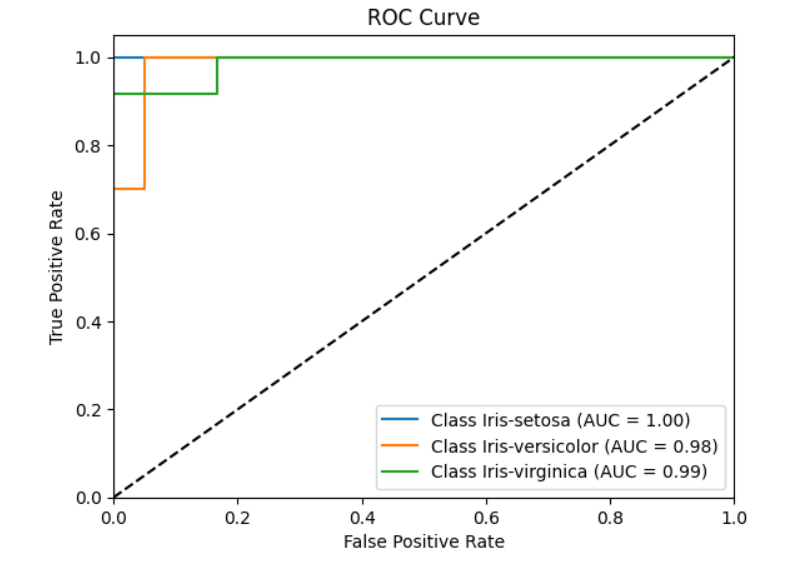 ROC Curve
1.0
0.8
0.6
0.4
0.2
0.0
True Positive Rate
Class Iris-setosa (AUC = 1.00)
Class Iris-versicolor (AUC = 0.98)
Class Iris-virginica (AUC = 0.99)
0.0 0.2 0.4 0.6 0.8 1.0
False Positive Rate